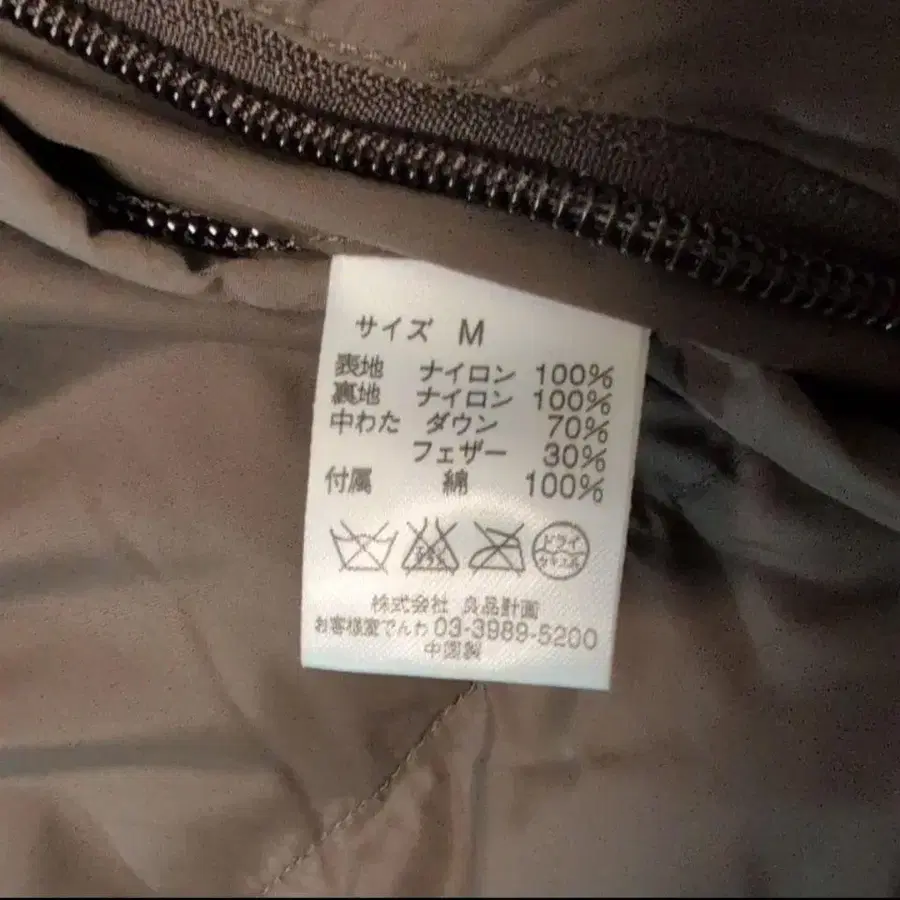 サイズ M
表地 ナイロン 100%
裏地 ナイロン 100%
中わた ダウン 70%
フェザー 30%
付属 綿 100%
ドライ
株式会社 良品計画
お客様室でんわ 03-3989-5200
中国製